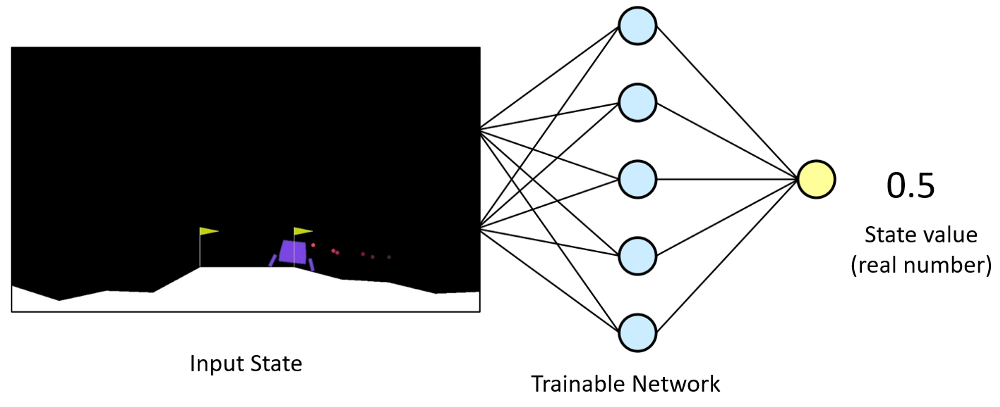 0.5
State value
(real number)
Input State
Trainable Network